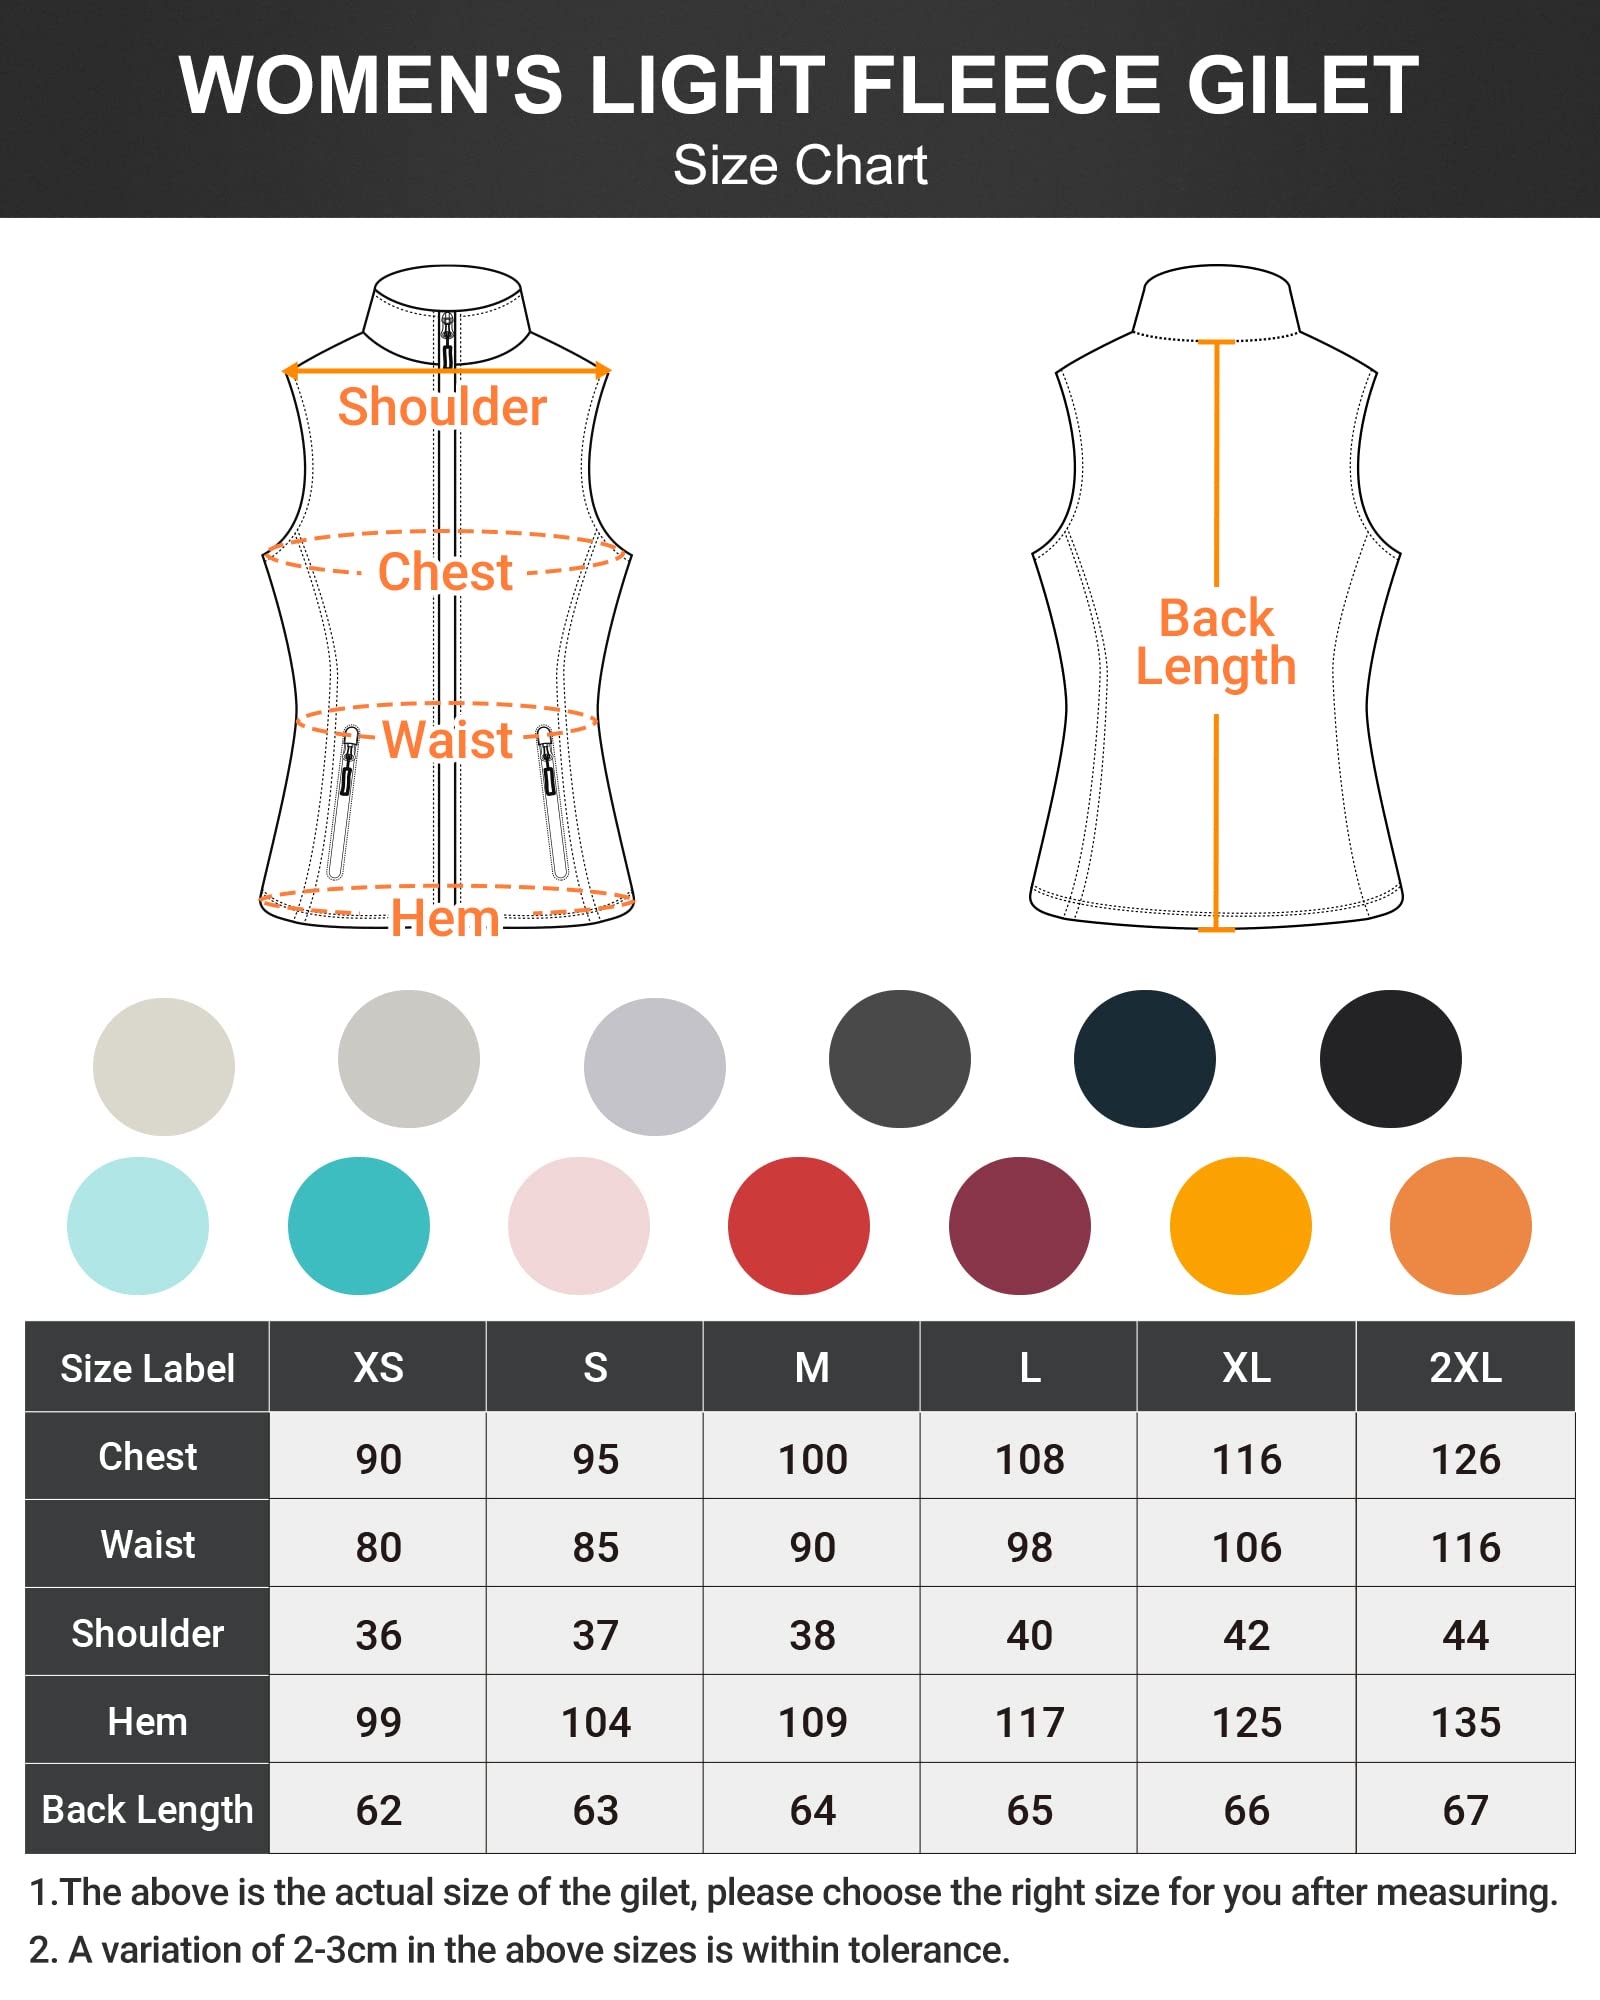 WOMEN'S LIGHT FLEECE GILET
Size Chart
Shoulder
Chest
Waist
Hem
Back
Length
Size Label XS S M L XL 2XL
Chest 90 95 100 108 116 126
Waist 80 85 90 98 106 116
Shoulder 36 37 38 40 42 44
Hem 99 104 109 117 125 135
Back Length 62 63 64 65 66 67
1.The above is the actual size of the gilet, please choose the right size for you after measuring.
2. A variation of 2-3cm in the above sizes is within tolerance.